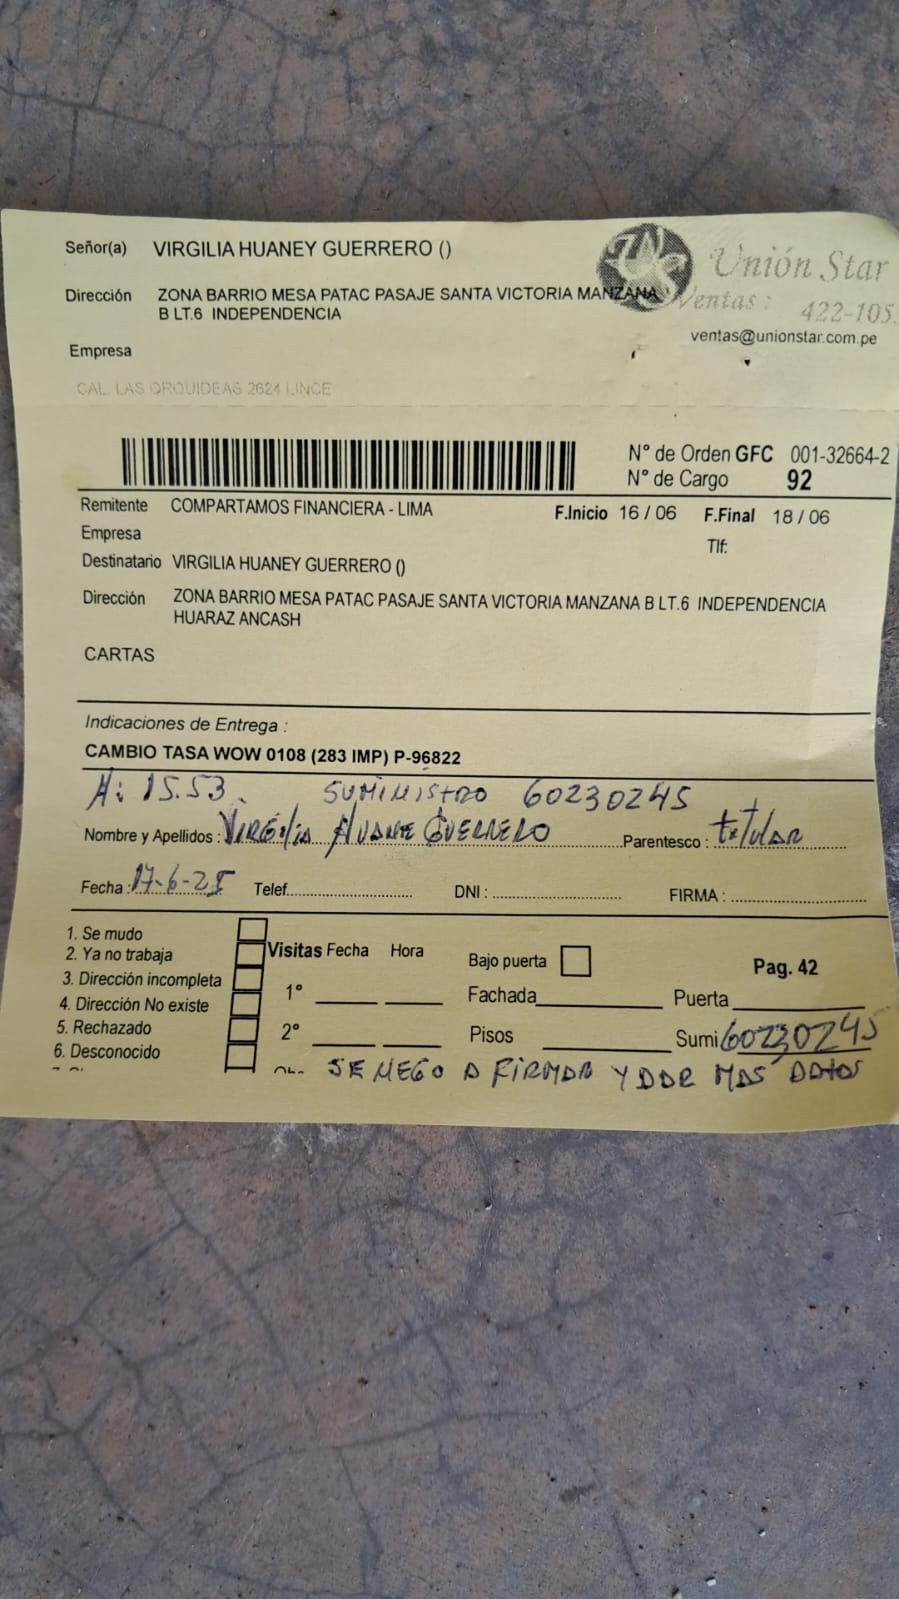 Señor(a) VIRGILIA HUANEY GUERRERO ()
Unión Star
Dirección ZONA BARRIO MESA PATAC PASAJE SANTA VICTORIA MANZANA
B LT.6 INDEPENDENCIA
Ventas : 422-105
ventas@unionstar.com.pe
Empresa
CAL. LAS ORQUIDEAS 2624 LINCE
N° de Orden GFC 001-32664-2
N° de Cargo 92
Remitente COMPARTAMOS FINANCIERA - LIMA
F.Inicio 16 / 06 F.Final 18 / 06
Empresa
Tlf:
Destinatario VIRGILIA HUANEY GUERRERO ()
Dirección ZONA BARRIO MESA PATAC PASAJE SANTA VICTORIA MANZANA B LT.6 INDEPENDENCIA
HUARAZ ANCASH
CARTAS
Indicaciones de Entrega :
CAMBIO TASA WOW 0108 (283 IMP) P-96822
H: 15.53. SUMINISTRO 60230245
Nombre y Apellidos : VIRGILIA HUANE GUERRERO Parentesco : titular
Fecha : 17-6-25 Telef. DNI : FIRMA :
1. Se mudo
2. Ya no trabaja
3. Dirección incompleta
4. Dirección No existe
5. Rechazado
6. Desconocido
Visitas Fecha Hora
1°
2°
Bajo puerta
Pag. 42
Fachada Puerta
Pisos Sumi 60230245
SE NEGO A FIRMAR Y DAR MAS DATOS